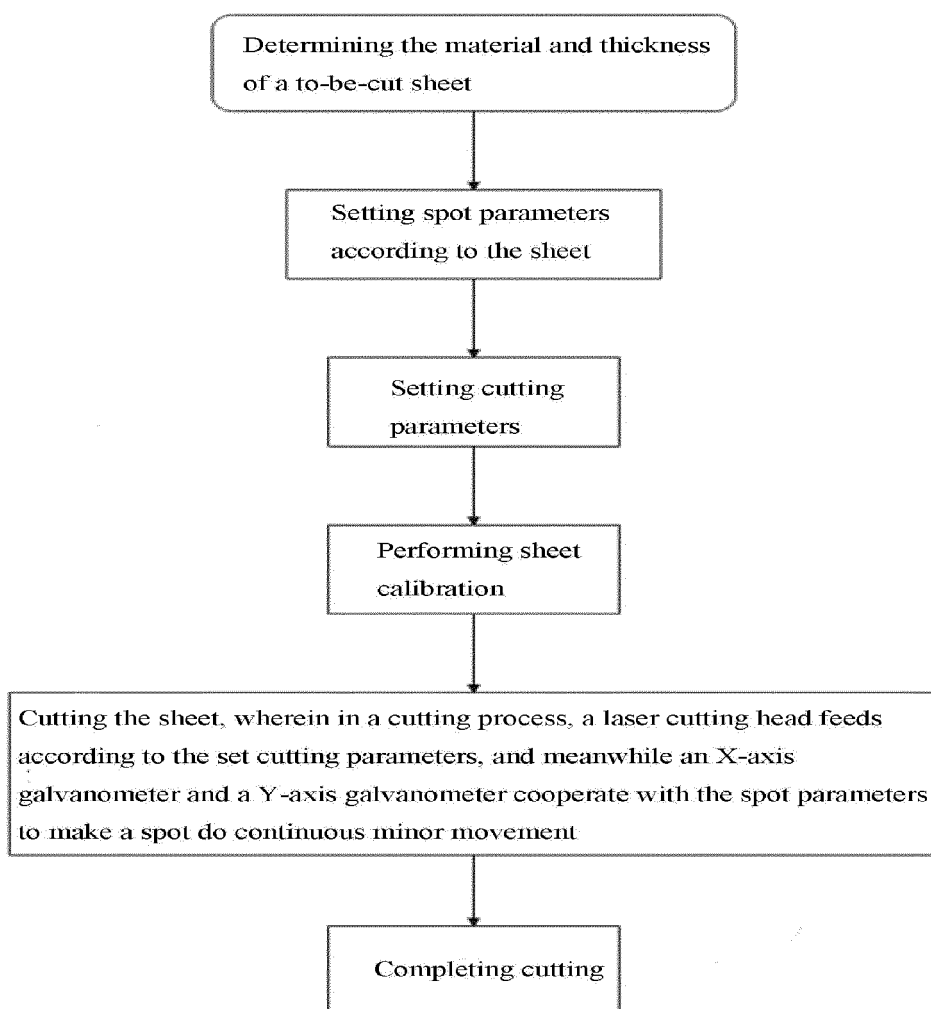 Determining the material and thickness
of a to-be-cut sheet
Setting spot parameters
according to the sheet
Setting cutting
parameters
Performing sheet
calibration
Cutting the sheet, wherein in a cutting process, a laser cutting head feeds
according to the set cutting parameters, and meanwhile an X-axis
galvanometer and a Y-axis galvanometer cooperate with the spot parameters
to make a spot do continuous minor movement
Completing cutting